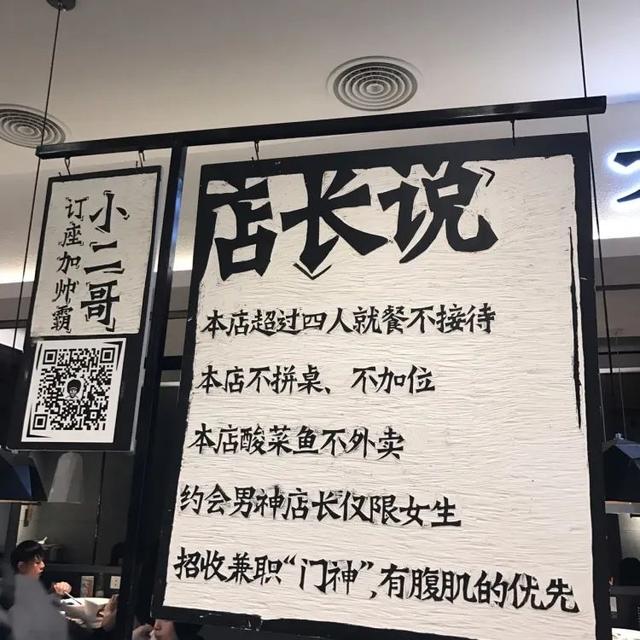 小二哥
订座加帅霸
店长说
本店超过四人就餐不接待
本店不拼桌、不加位
本店酸菜鱼不外卖
约会男神店长仅限女生
招收兼职“门神”,有腹肌的优先